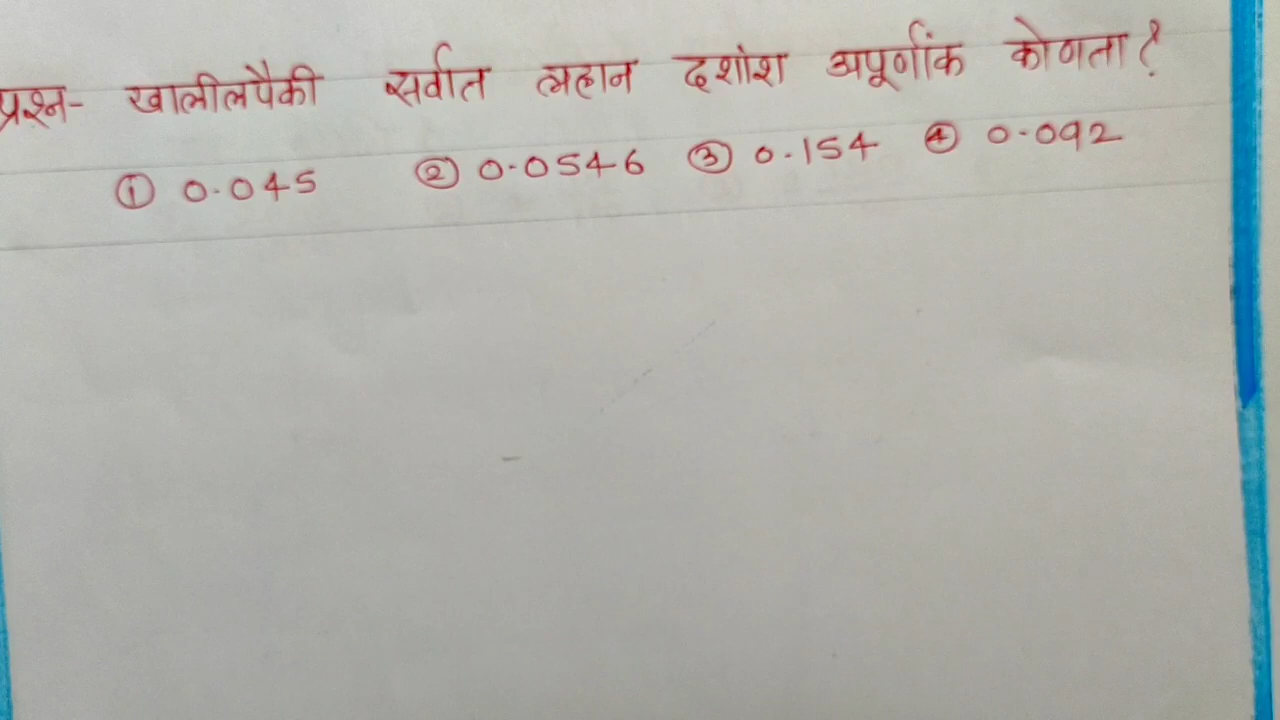 प्रश्न- खालीलपैकी सर्वात लहान दशांश अपूर्णांक कोणता?
① 0.045 ② 0.0546 ③ 0.154 ④ 0.092